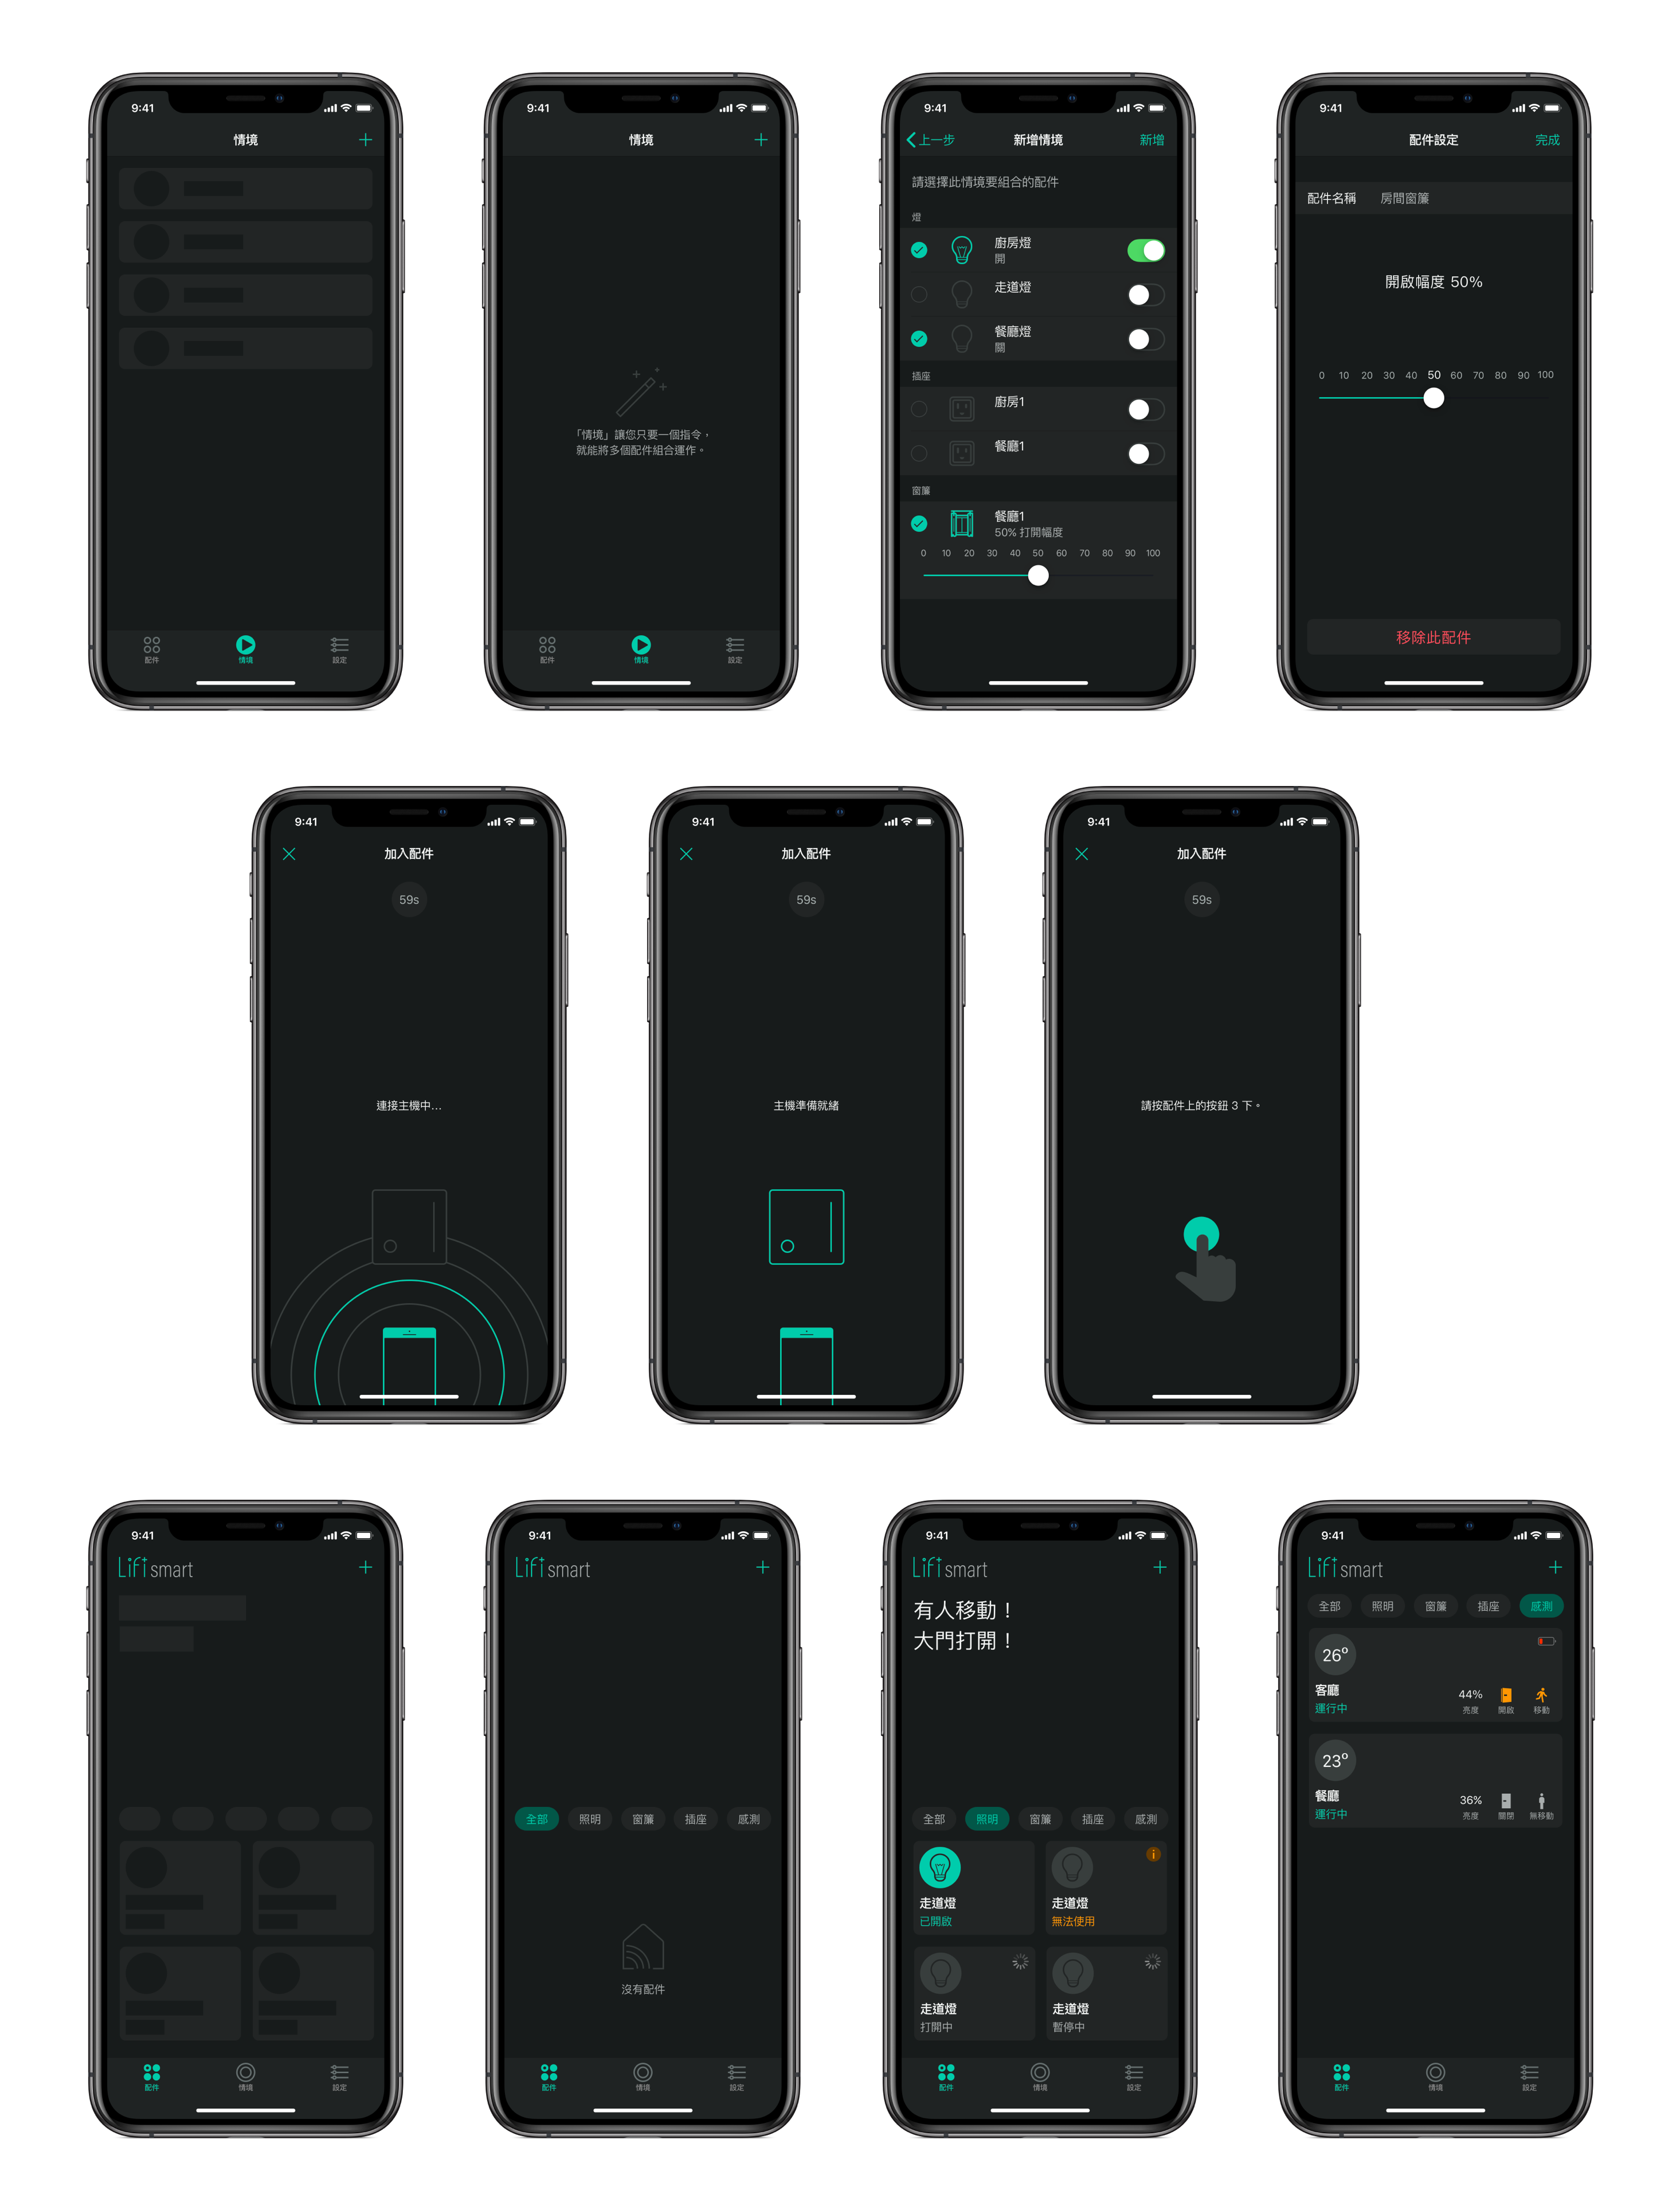 9:41
情境
配件
情境
設定
9:41
情境
「情境」讓您只要一個指令，
就能將多個配件組合運作。
配件
情境
設定
9:41
上一步
新增情境
新增
請選擇此情境要組合的配件
燈
廚房燈
開
走道燈
餐廳燈
關
插座
廚房1
餐廳1
窗簾
餐廳1
50% 打開幅度
0 10 20 30 40 50 60 70 80 90 100
9:41
配件設定
完成
配件名稱 房間窗簾
開啟幅度 50%
0 10 20 30 40 50 60 70 80 90 100
移除此配件
9:41
加入配件
59s
連接主機中...
9:41
加入配件
59s
主機準備就緒
9:41
加入配件
59s
請按配件上的按鈕 3 下。
9:41
Lifi smart
配件
情境
設定
9:41
Lifi smart
全部 照明 窗簾 插座 感測
沒有配件
配件
情境
設定
9:41
Lifi smart
有人移動！
大門打開！
全部 照明 窗簾 插座 感測
走道燈
已開啟
走道燈
無法使用
走道燈
打開中
走道燈
暫停中
配件
情境
設定
9:41
Lifi smart
全部 照明 窗簾 插座 感測
26°
客廳
運行中
44%
亮度
開啟
移動
23°
餐廳
運行中
36%
亮度
關閉
無移動
配件
情境
設定